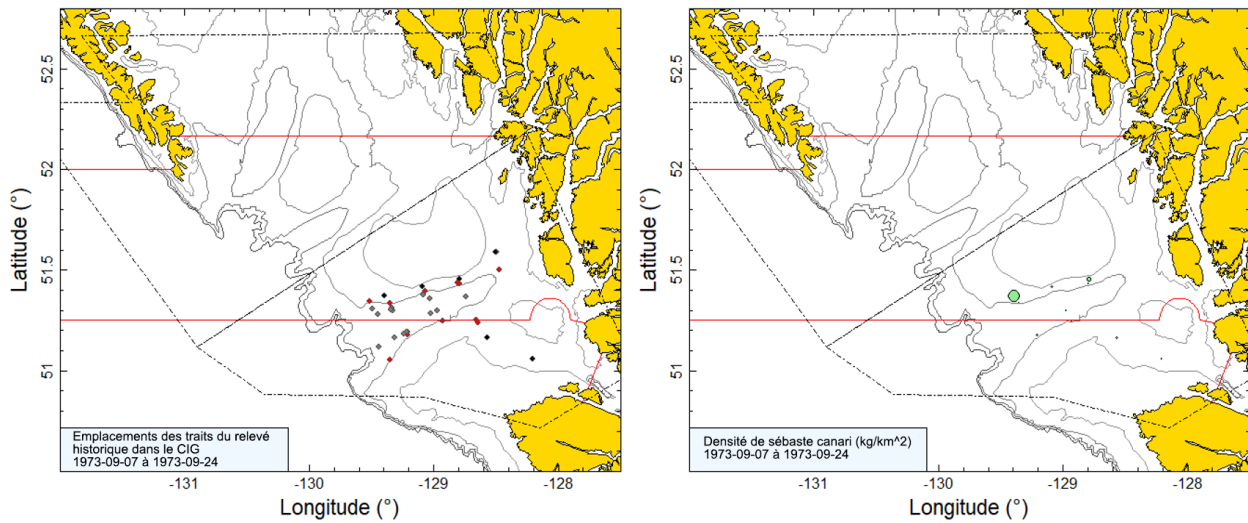 52.5
52
51.5
51
Latitude (°)
Emplacements des traits du relevé
historique dans le CIG
1973-09-07 à 1973-09-24
-131
-130
-129
-128
Longitude (°)
52.5
52
51.5
51
Latitude (°)
Densité de sébaste canari (kg/km^2)
1973-09-07 à 1973-09-24
-131
-130
-129
-128
Longitude (°)